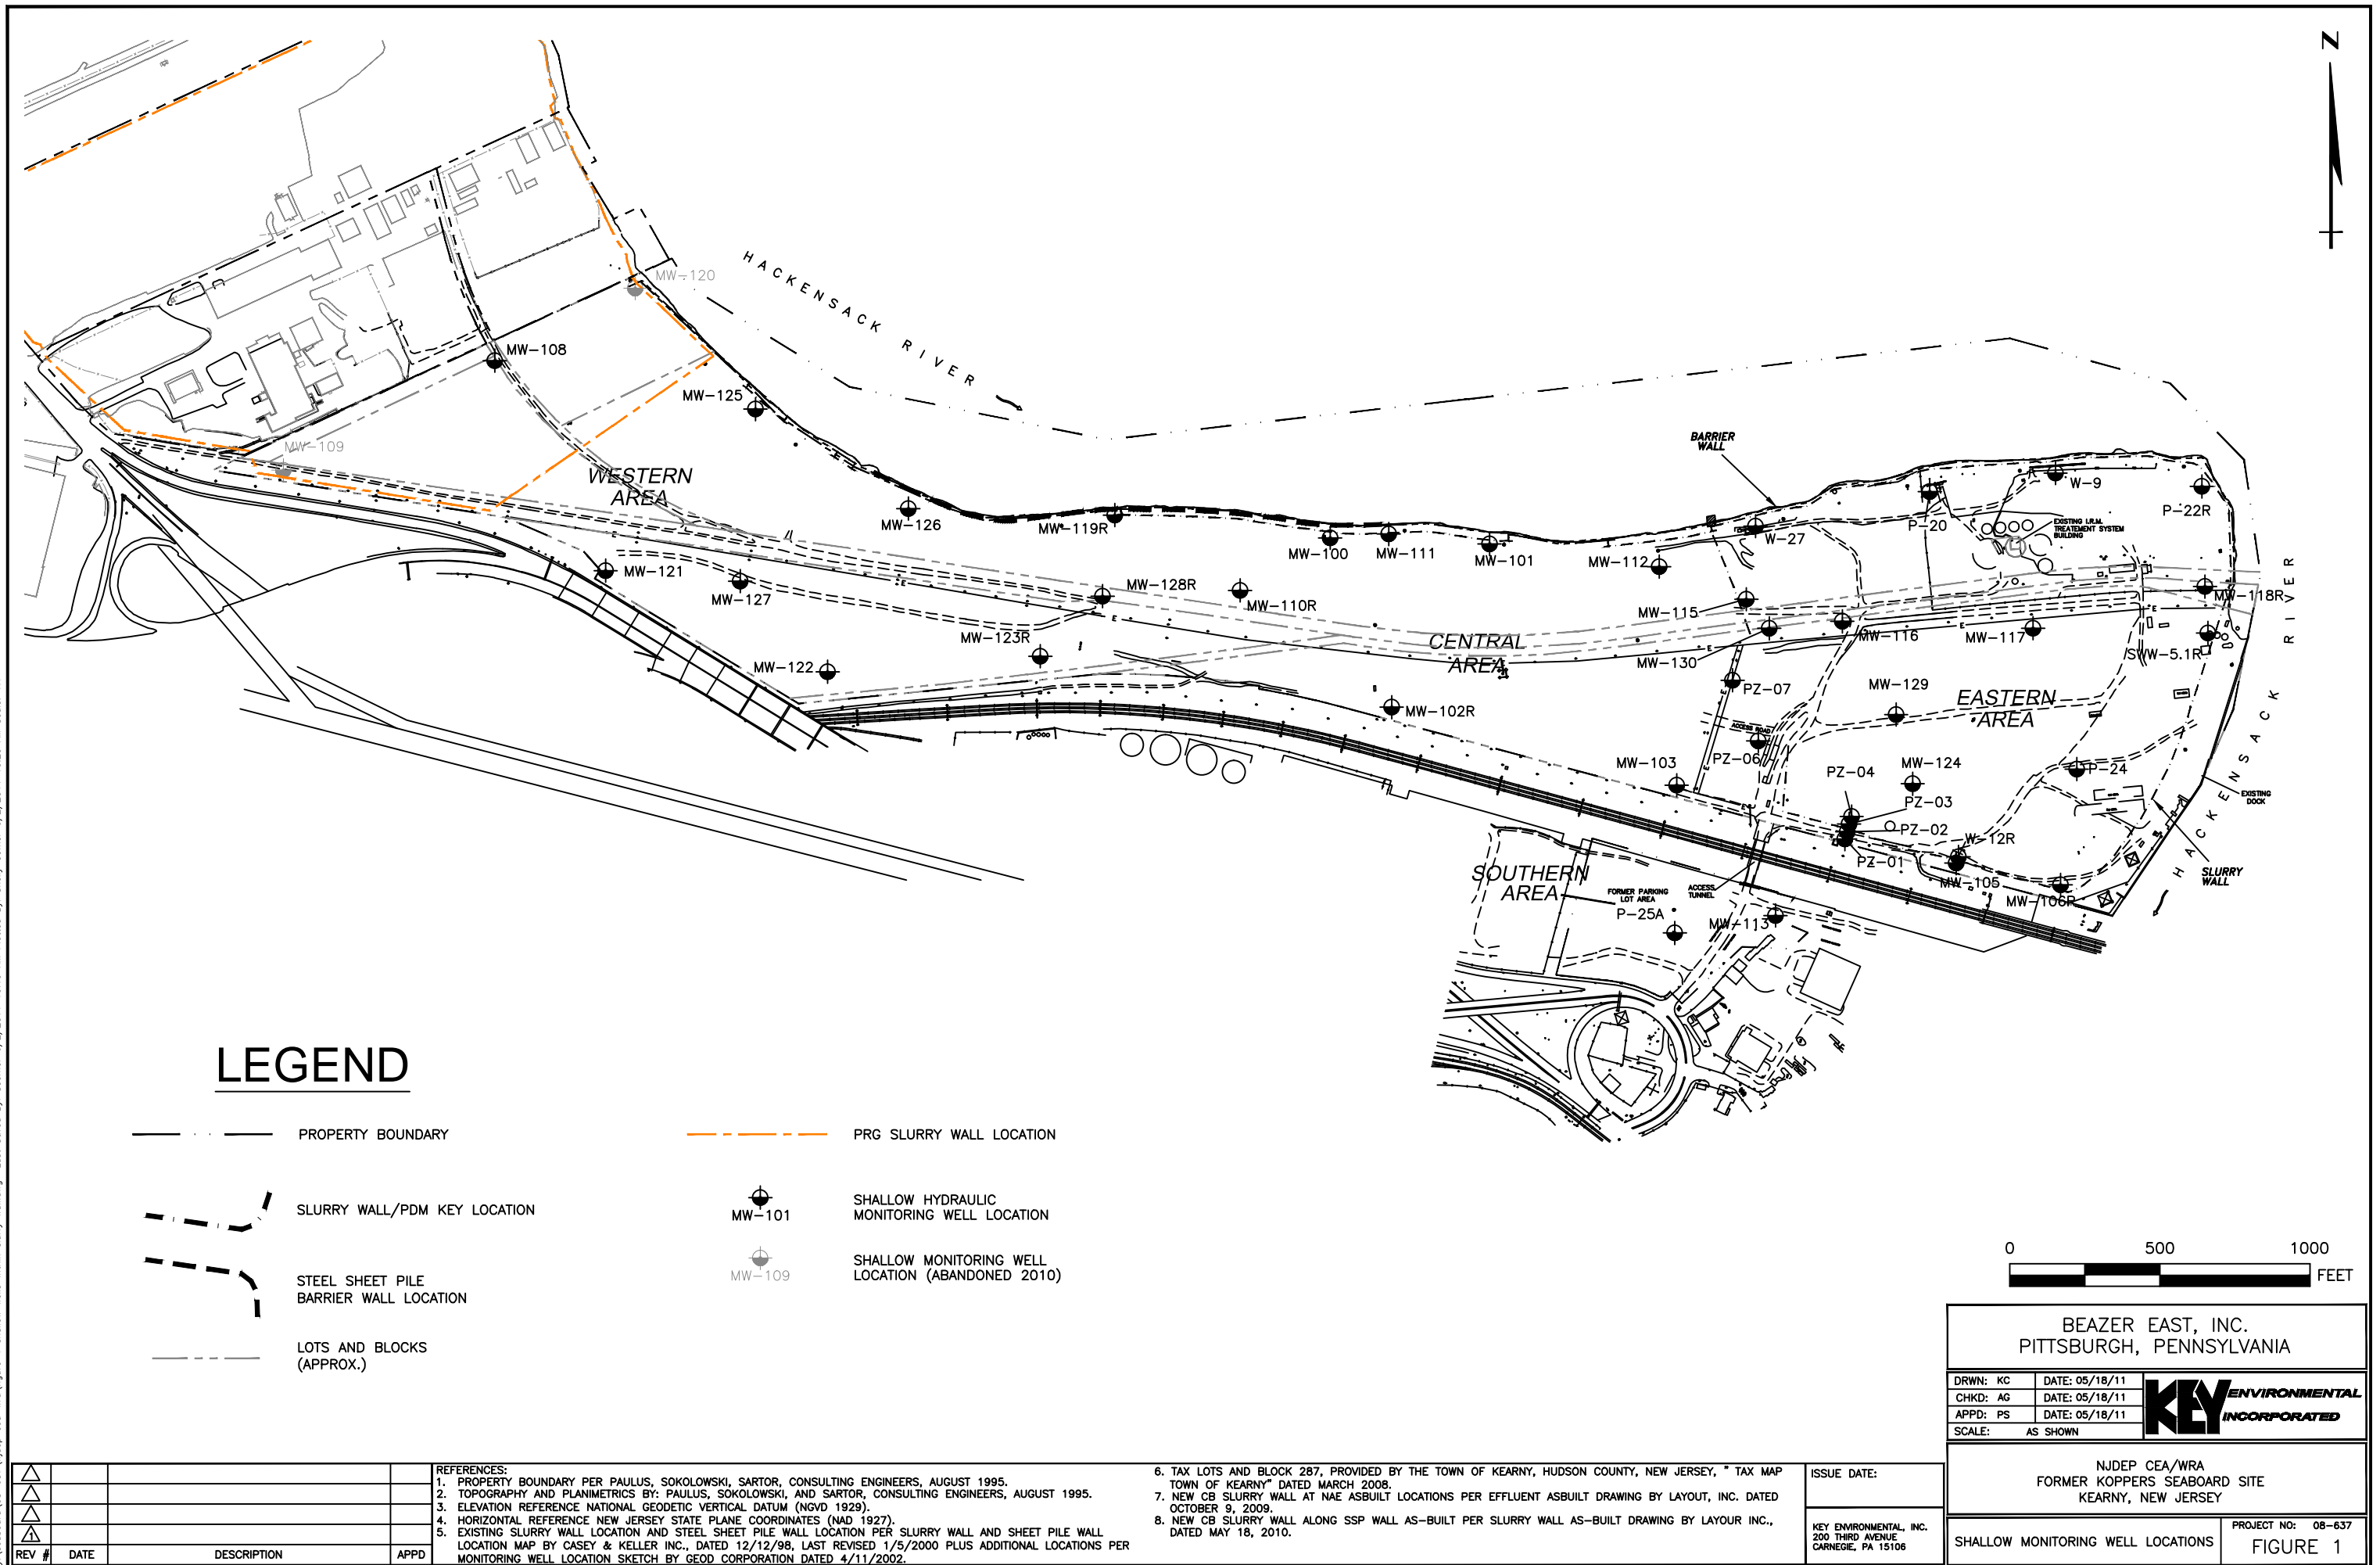 N
HACKENSACK RIVER
MW-120
MW-108
MW-125
MW-109
WESTERN
AREA
MW-126
MW-119R
MW-100
MW-111
MW-101
MW-112
BARRIER
WALL
W-27
P-20
W-9
P-22R
EXISTING I.R.M.
TREATEMENT SYSTEM
BUILDING
MW-121
MW-127
MW-128R
MW-110R
MW-123R
MW-122
CENTRAL
AREA
MW-102R
MW-115
MW-130
MW-116
MW-117
MW-118R
SWW-5.1R
PZ-07
MW-129
EASTERN
AREA
ACCESS ROAD
PZ-06
MW-103
PZ-04
MW-124
PZ-03
PZ-02
PZ-01
W-12R
MW-105
MW-106R
P-24
EXISTING
DOCK
SLURRY
WALL
HACKENSACK RIVER
SOUTHERN
AREA
FORMER PARKING
LOT AREA
ACCESS
TUNNEL
P-25A
MW-113
LEGEND
PROPERTY BOUNDARY
PRG SLURRY WALL LOCATION
SLURRY WALL/PDM KEY LOCATION
MW-101
SHALLOW HYDRAULIC
MONITORING WELL LOCATION
STEEL SHEET PILE
BARRIER WALL LOCATION
MW-109
SHALLOW MONITORING WELL
LOCATION (ABANDONED 2010)
LOTS AND BLOCKS
(APPROX.)
0 500 1000
FEET
BEAZER EAST, INC.
PITTSBURGH, PENNSYLVANIA
DRWN: KC DATE: 05/18/11
CHKD: AG DATE: 05/18/11
APPD: PS DATE: 05/18/11
SCALE: AS SHOWN
KEY ENVIRONMENTAL
INCORPORATED
NJDEP CEA/WRA
FORMER KOPPERS SEABOARD SITE
KEARNY, NEW JERSEY
SHALLOW MONITORING WELL LOCATIONS
PROJECT NO: 08-637
FIGURE 1
ISSUE DATE:
KEY ENVIRONMENTAL, INC.
200 THIRD AVENUE
CARNEGIE, PA 15106
1
REV # DATE DESCRIPTION APPD
REFERENCES:
1. PROPERTY BOUNDARY PER PAULUS, SOKOLOWSKI, SARTOR, CONSULTING ENGINEERS, AUGUST 1995.
2. TOPOGRAPHY AND PLANIMETRICS BY: PAULUS, SOKOLOWSKI, AND SARTOR, CONSULTING ENGINEERS, AUGUST 1995.
3. ELEVATION REFERENCE NATIONAL GEODETIC VERTICAL DATUM (NGVD 1929).
4. HORIZONTAL REFERENCE NEW JERSEY STATE PLANE COORDINATES (NAD 1927).
5. EXISTING SLURRY WALL LOCATION AND STEEL SHEET PILE WALL LOCATION PER SLURRY WALL AND SHEET PILE WALL
LOCATION MAP BY CASEY & KELLER INC., DATED 12/12/98, LAST REVISED 1/5/2000 PLUS ADDITIONAL LOCATIONS PER
MONITORING WELL LOCATION SKETCH BY GEOD CORPORATION DATED 4/11/2002.
6. TAX LOTS AND BLOCK 287, PROVIDED BY THE TOWN OF KEARNY, HUDSON COUNTY, NEW JERSEY, " TAX MAP
TOWN OF KEARNY" DATED MARCH 2008.
7. NEW CB SLURRY WALL AT NAE ASBUILT LOCATIONS PER EFFLUENT ASBUILT DRAWING BY LAYOUT, INC. DATED
OCTOBER 9, 2009.
8. NEW CB SLURRY WALL ALONG SSP WALL AS-BUILT PER SLURRY WALL AS-BUILT DRAWING BY LAYOUR INC.,
DATED MAY 18, 2010.